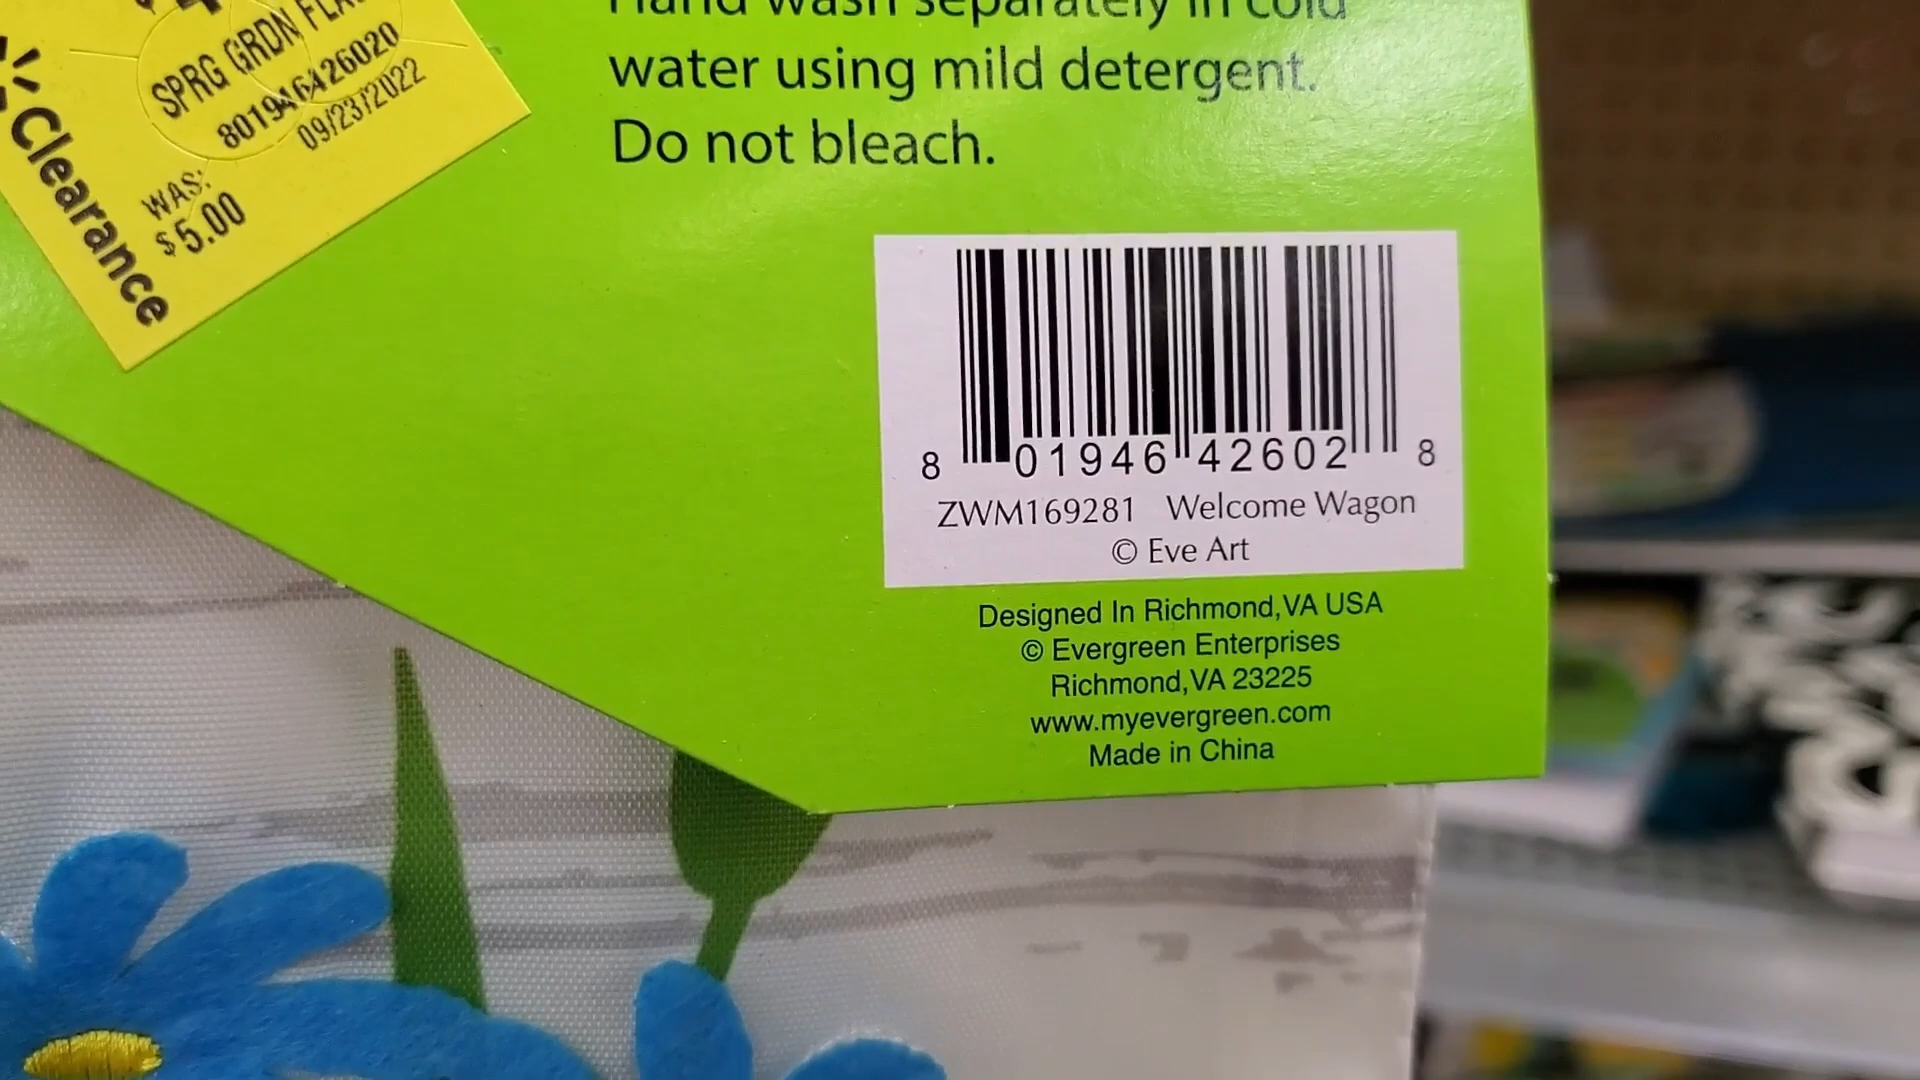 SPRG GRDN FLA
801946426020
09/23/2022
WAS:
$5.00
Clearance
Hand wash separately in cold
water using mild detergent.
Do not bleach.
8 01946 42602 8
ZWM169281 Welcome Wagon
© Eve Art
Designed In Richmond, VA USA
© Evergreen Enterprises
Richmond, VA 23225
www.myevergreen.com
Made in China